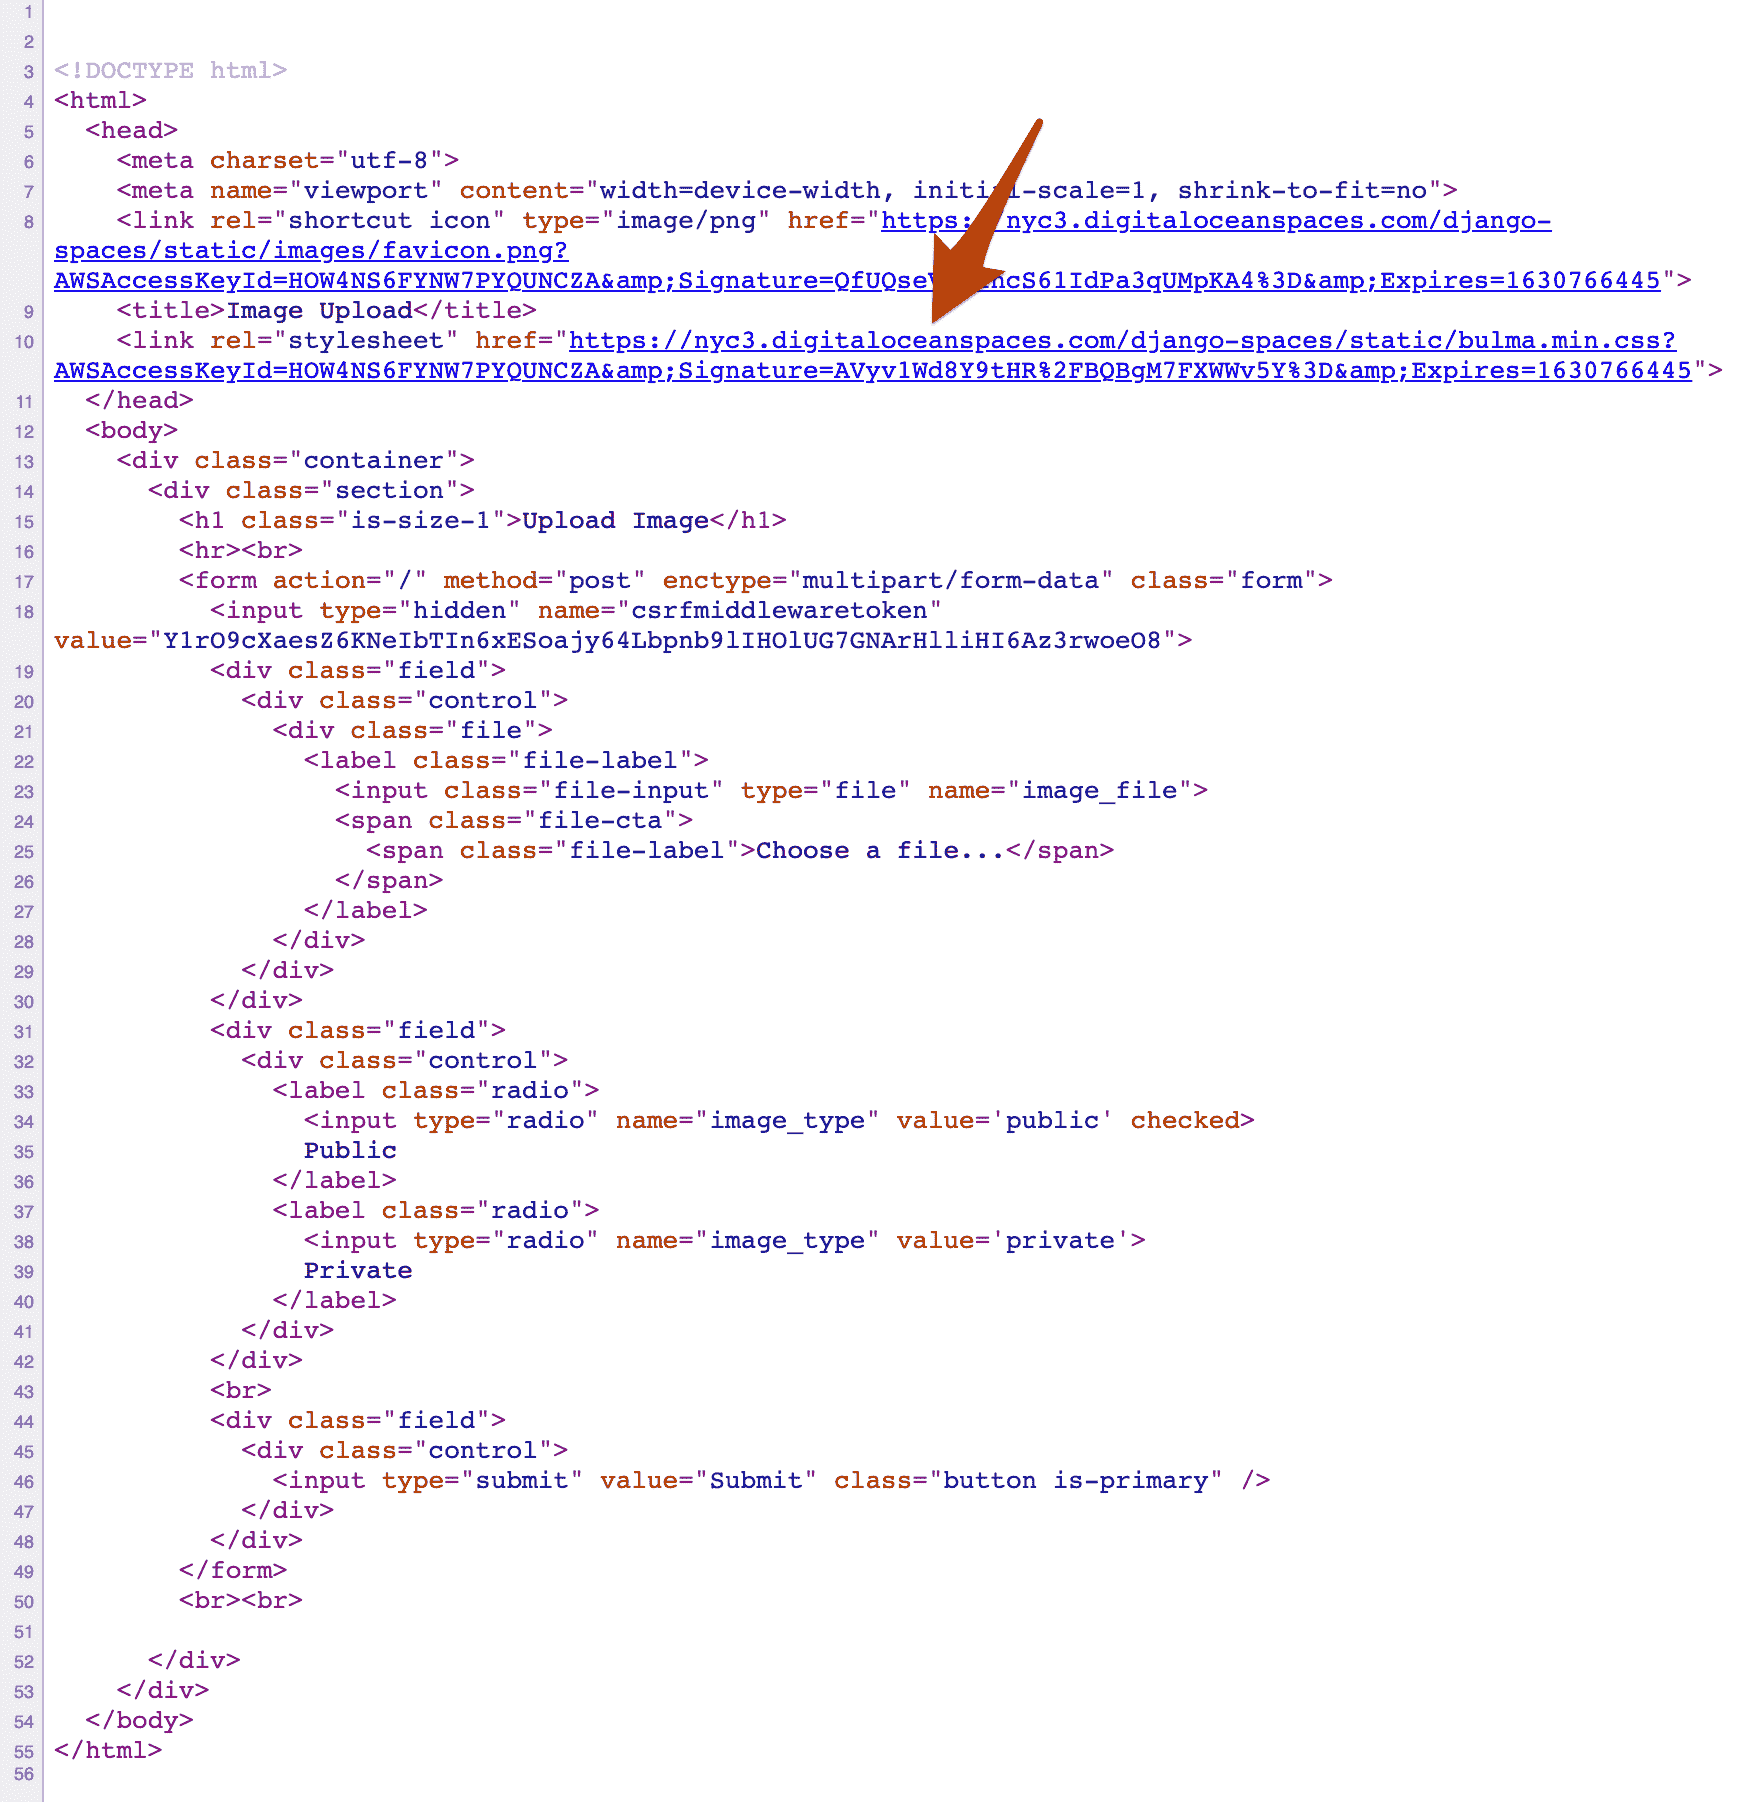 1
2
3 <!DOCTYPE html>
4 <html>
5 <head>
6 <meta charset="utf-8">
7 <meta name="viewport" content="width=device-width, initial-scale=1, shrink-to-fit=no">
8 <link rel="shortcut icon" type="image/png" href="https://nyc3.digitaloceanspaces.com/django-
spaces/static/images/favicon.png?
AWSAccessKeyId=HOW4NS6FYNW7PYQUNCZA&amp;Signature= &amp;Expires=1630766445">
9 <title>Image Upload</title>
10 <link rel="stylesheet" href="https://nyc3.digitaloceanspaces.com/django-spaces/static/bulma.min.css?
AWSAccessKeyId=HOW4NS6FYNW7PYQUNCZA&amp;Signature=AVyv1Wd8Y9tHR%2FBQBgM7FXWWv5Y%3D&amp;Expires=1630766445">
11 </head>
12 <body>
13 <div class="container">
14 <div class="section">
15 <h1 class="is-size-1">Upload Image</h1>
16 <hr><br>
17 <form action="/" method="post" enctype="multipart/form-data" class="form">
18 <input type="hidden" name="csrfmiddlewaretoken"
value="Y1rO9cXaesZ6KNeIbTIn6xESoajy64Lbpnb9lIHOlUG7GNArHlliHI6Az3rwoeO8">
19 <div class="field">
20 <div class="control">
21 <div class="file">
22 <label class="file-label">
23 <input class="file-input" type="file" name="image_file">
24 <span class="file-cta">
25 <span class="file-label">Choose a file...</span>
26 </span>
27 </label>
28 </div>
29 </div>
30 </div>
31 <div class="field">
32 <div class="control">
33 <label class="radio">
34 <input type="radio" name="image_type" value='public' checked>
35 Public
36 </label>
37 <label class="radio">
38 <input type="radio" name="image_type" value='private'>
39 Private
40 </label>
41 </div>
42 </div>
43 <br>
44 <div class="field">
45 <div class="control">
46 <input type="submit" value="Submit" class="button is-primary" />
47 </div>
48 </div>
49 </form>
50 <br><br>
51
52 </div>
53 </div>
54 </body>
55 </html>
56